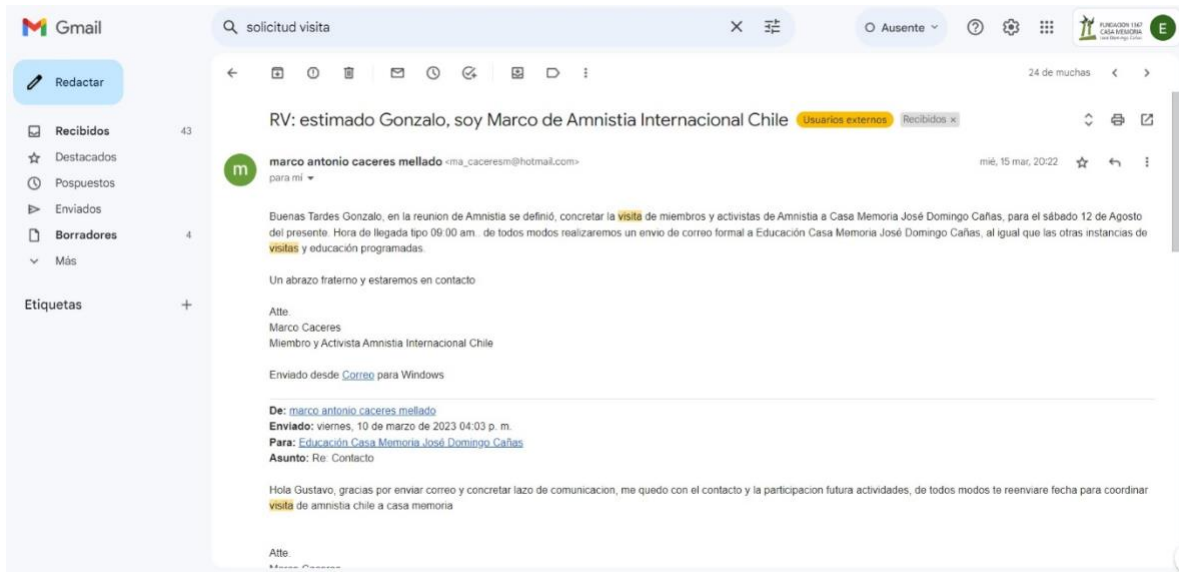 Gmail
solicitud visita
Ausente
FUNDACIÓN 1367
CASA MEMORIA
José Domingo Cañas
E
Redactar
24 de muchas
Recibidos 43
Destacados
Pospuestos
Enviados
Borradores 4
Más
Etiquetas
RV: estimado Gonzalo, soy Marco de Amnistia Internacional Chile Usuarios externos Recibidos x
m
marco antonio caceres mellado <ma_caceresm@hotmail.com> mié, 15 mar, 20:22
para mí
Buenas Tardes Gonzalo, en la reunion de Amnistia se definió, concretar la visita de miembros y activistas de Amnistia a Casa Memoria José Domingo Cañas, para el sábado 12 de Agosto
del presente. Hora de llegada tipo 09:00 am.. de todos modos realizaremos un envio de correo formal a Educación Casa Memoria José Domingo Cañas, al igual que las otras instancias de
visitas y educación programadas.
Un abrazo fraterno y estaremos en contacto
Atte.
Marco Caceres
Miembro y Activista Amnistia Internacional Chile
Enviado desde Correo para Windows
De: marco antonio caceres mellado
Enviado: viernes, 10 de marzo de 2023 04:03 p. m.
Para: Educación Casa Memoria José Domingo Cañas
Asunto: Re: Contacto
Hola Gustavo, gracias por enviar correo y concretar lazo de comunicacion, me quedo con el contacto y la participacion futura actividades, de todos modos te reenviare fecha para coordinar
visita de amnistia chile a casa memoria
Atte.